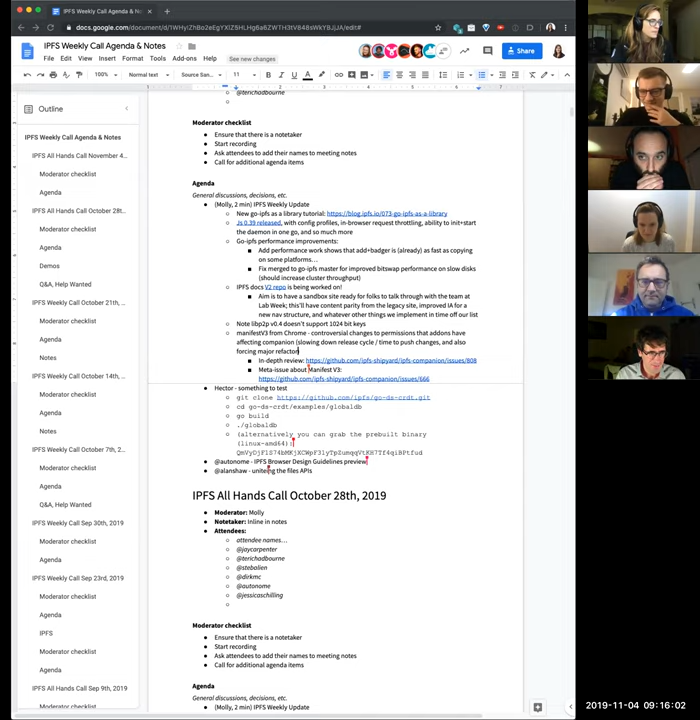 IPFS Weekly Call Agenda & N
docs.google.com/document/d/
IPFS Weekly Call Agenda & Notes
File Edit View Insert Format Tools Add-ons Help
See new changes
Share
100%
Normal text
Source San...
11
Outline
IPFS Weekly Call Agenda & Notes
IPFS All Hands Call November 4...
Moderator checklist
Agenda
IPFS All Hands Call October 28t...
Moderator checklist
Agenda
Demos
Q&A, Help Wanted
IPFS Weekly Call October 21st, ...
Moderator checklist
Agenda
Notes
IPFS Weekly Call October 14th, ...
Moderator checklist
Agenda
Notes
IPFS Weekly Call October 7th, 2...
Moderator checklist
Agenda
Q&A, Help Wanted
IPFS Weekly Call Sep 30th, 2019
Moderator checklist
Agenda
IPFS Weekly Call Sep 23rd, 2019
Moderator checklist
Agenda
IPFS
Moderator checklist
Agenda
IPFS All Hands Call Sep 9th, 2019
Moderator checklist
@terichadbourne
Moderator checklist
Ensure that there is a notetaker
Start recording
Ask attendees to add their names to meeting notes
Call for additional agenda items
Agenda
General discussions, decisions, etc.
(Molly, 2 min) IPFS Weekly Update
New go-ipfs as a library tutorial: https://blog.ipfs.io/073-go-ipfs-as-a-library
Js 0.39 released, with config profiles, in-browser request throttling, ability to init+start
the daemon in one go, and so much more
Go-ipfs performance improvements:
Add performance work shows that add+badger is (already) as fast as copying
on some platforms…
Fix merged to go-ipfs master for improved bitswap performance on slow disks
(should increase cluster throughput)
IPFS docs V2 repo is being worked on!
Aim is to have a sandbox site ready for folks to talk through with the team at
Lab Week; this'll have content parity from the legacy site, improved IA for a
new nav structure, and whatever other things we implement in time off our list
Note libp2p v0.4 doesn't support 1024 bit keys
manifestV3 from Chrome - controversial changes to permissions that addons have
affecting companion (slowing down release cycle / time to push changes, and also
forcing major refactor
In-depth review: https://github.com/ipfs-shipyard/ipfs-companion/issues/808
Meta-issue about Manifest V3:
https://github.com/ipfs-shipyard/ipfs-companion/issues/666
Hector - something to test
git clone https://github.com/ipfs/go-ds-crdt.git
cd go-ds-crdt/examples/globaldb
go build
./globaldb
(alternatively you can grab the prebuilt binary
(linux-amd64):
@autonome - IPFS Browser Design Guidelines preview
@alanshaw - uniteing the files APIs
IPFS All Hands Call October 28th, 2019
Moderator: Molly
Notetaker: Inline in notes
Attendees:
attendee names…
@jaycarpenter
@terichadbourne
@stebalien
@dirkmc
@autonome
@jessicaschilling
Moderator checklist
Ensure that there is a notetaker
Start recording
Ask attendees to add their names to meeting notes
Call for additional agenda items
Agenda
General discussions, decisions, etc.
(Molly, 2 min) IPFS Weekly Update
2019-11-04 09:16:02